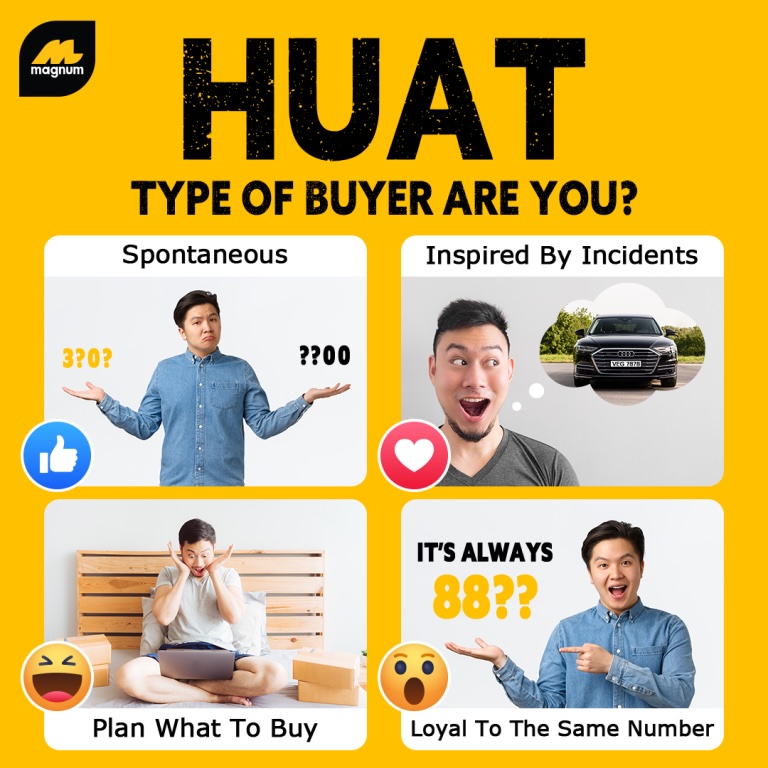 magnum
HUAT
TYPE OF BUYER ARE YOU?
Spontaneous
3?0?
??00
Inspired By Incidents
VEG 7878
Plan What To Buy
IT'S ALWAYS
88??
Loyal To The Same Number